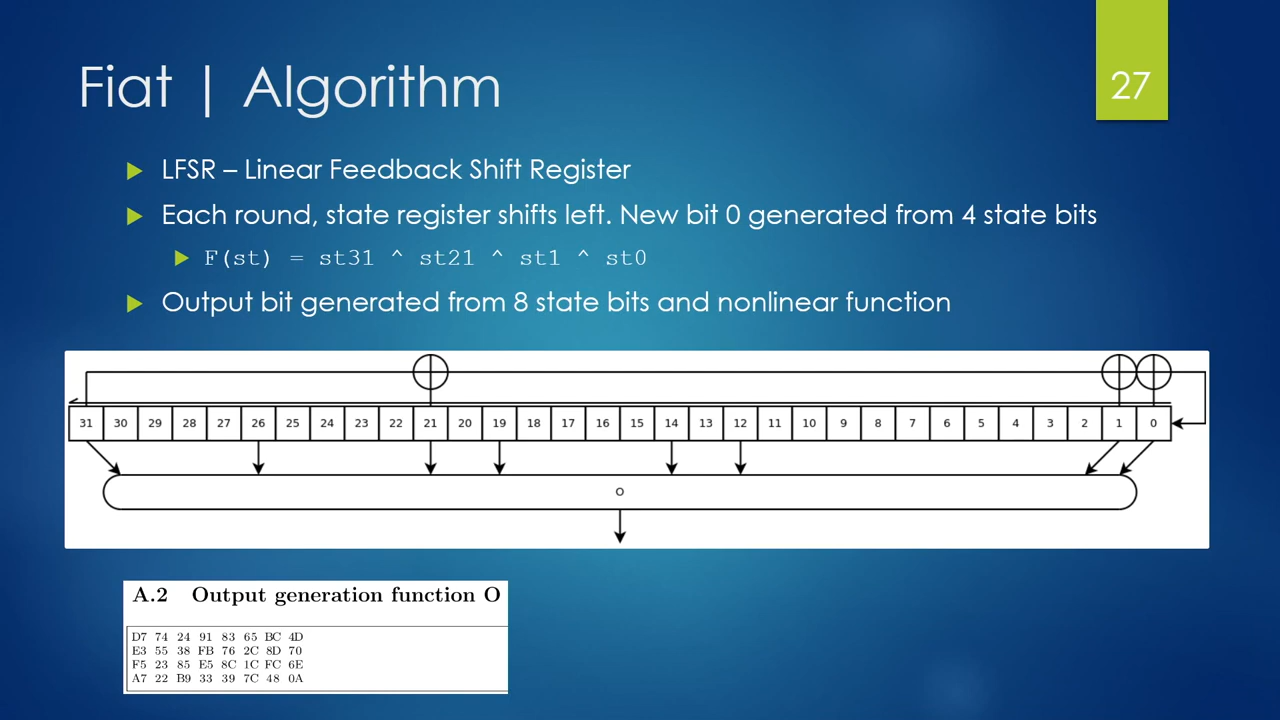 Fiat | Algorithm
27
LFSR – Linear Feedback Shift Register
Each round, state register shifts left. New bit 0 generated from 4 state bits
F(st) = st31 ^ st21 ^ st1 ^ st0
Output bit generated from 8 state bits and nonlinear function
31 30 29 28 27 26 25 24 23 22 21 20 19 18 17 16 15 14 13 12 11 10 9 8 7 6 5 4 3 2 1 0
O
A.2 Output generation function O
D7 74 24 91 83 65 BC 4D
E3 55 38 FB 76 2C 8D 70
F5 23 85 E5 8C 1C FC 6E
A7 22 B9 33 39 7C 48 0A